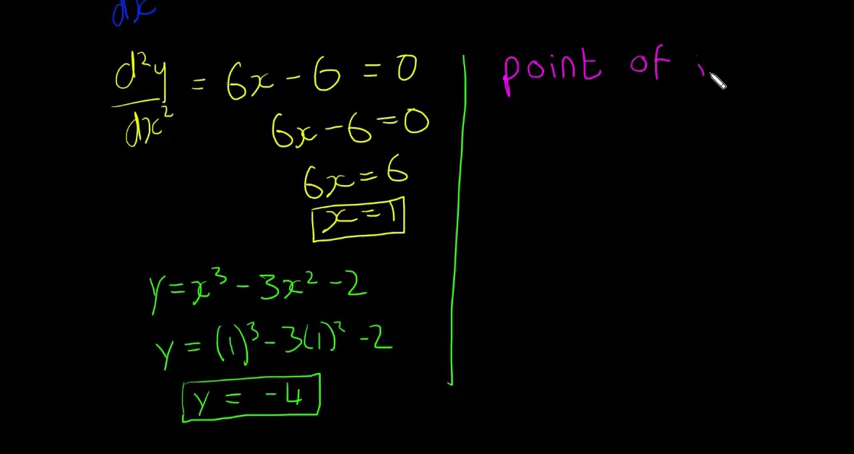 dx
d²y/dx² = 6x - 6 = 0
6x - 6 = 0
6x = 6
x = 1
y = x³ - 3x² - 2
y = (1)³ - 3(1)² - 2
y = -4
point of i